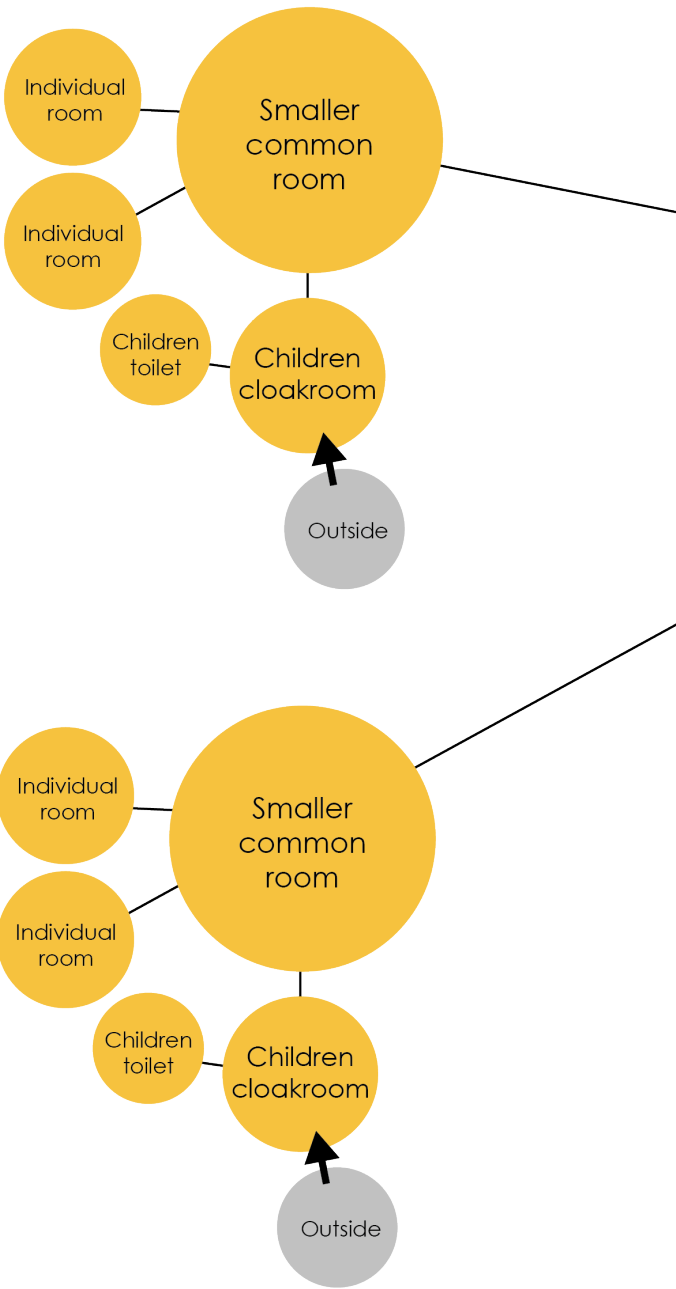 Individual
room
Smaller
common
room
Individual
room
Children
toilet
Children
cloakroom
Outside
Individual
room
Smaller
common
room
Individual
room
Children
toilet
Children
cloakroom
Outside